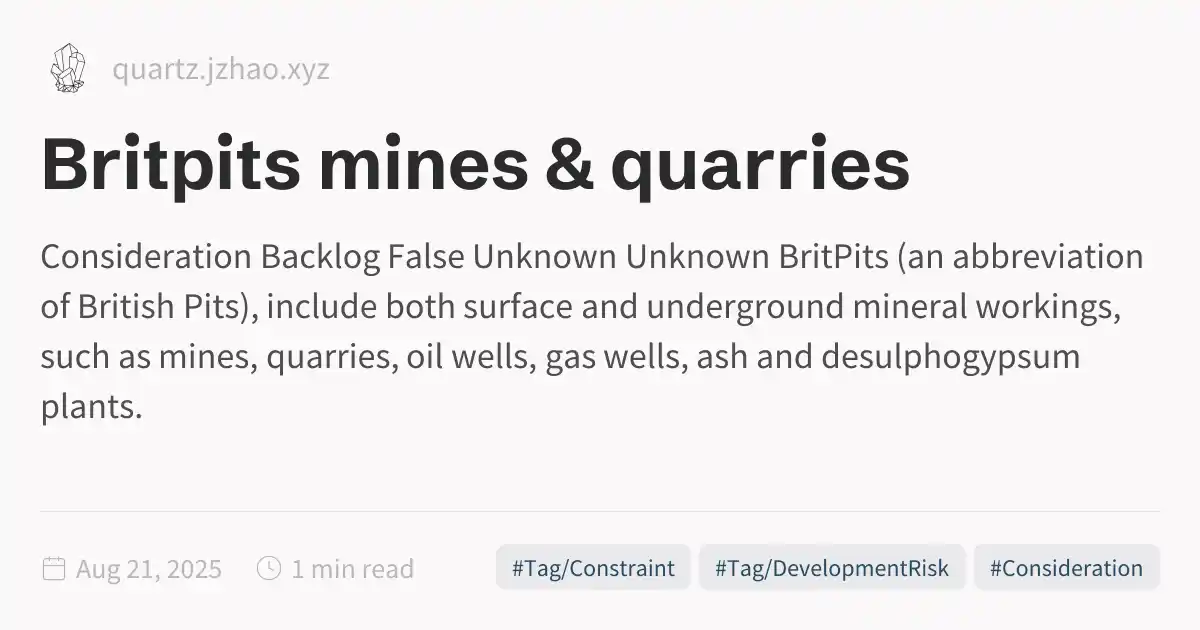 quartz.jzhao.xyz
Britpits mines & quarries
Consideration Backlog False Unknown Unknown BritPits (an abbreviation
of British Pits), include both surface and underground mineral workings,
such as mines, quarries, oil wells, gas wells, ash and desulphogypsum
plants.
Aug 21, 2025 1 min read #Tag/Constraint #Tag/DevelopmentRisk #Consideration